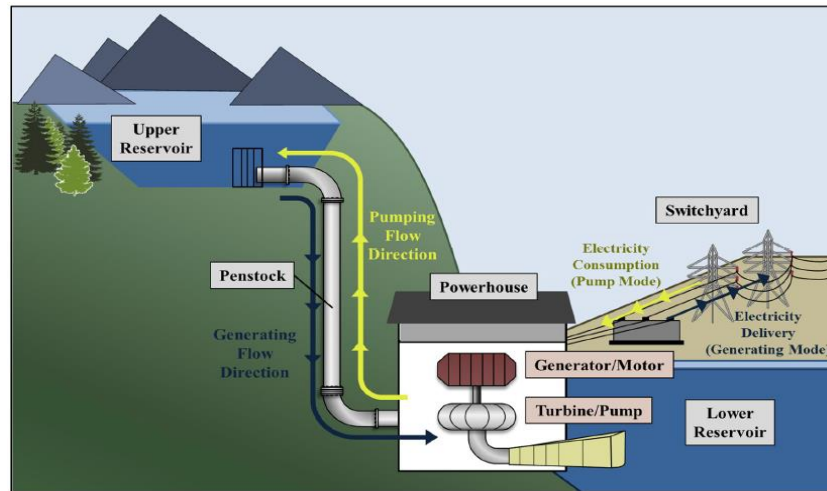 Upper
Reservoir
Pumping
Flow
Direction
Switchyard
Electricity
Consumption
(Pump Mode)
Penstock
Powerhouse
Generating
Flow
Direction
Electricity
Delivery
(Generating Mode)
Generator/Motor
Turbine/Pump
Lower
Reservoir